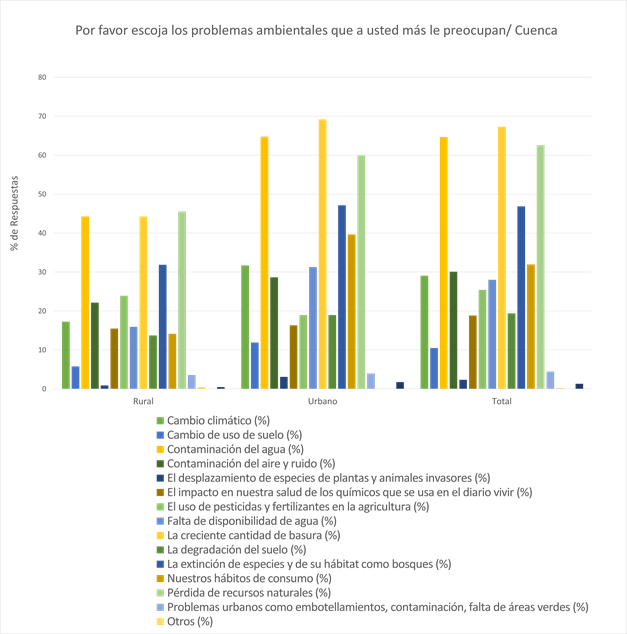 Por favor escoja los problemas ambientales que a usted más le preocupan/ Cuenca
80
70
60
50
40
30
20
10
0
% de Respuestas
Rural
Urbano
Total
Cambio climático (%)
Cambio de uso de suelo (%)
Contaminación del agua (%)
Contaminación del aire y ruido (%)
El desplazamiento de especies de plantas y animales invasores (%)
El impacto en nuestra salud de los químicos que se usa en el diario vivir (%)
El uso de pesticidas y fertilizantes en la agricultura (%)
Falta de disponibilidad de agua (%)
La creciente cantidad de basura (%)
La degradación del suelo (%)
La extinción de especies y de su hábitat como bosques (%)
Nuestros hábitos de consumo (%)
Pérdida de recursos naturales (%)
Problemas urbanos como embotellamientos, contaminación, falta de áreas verdes (%)
Otros (%)